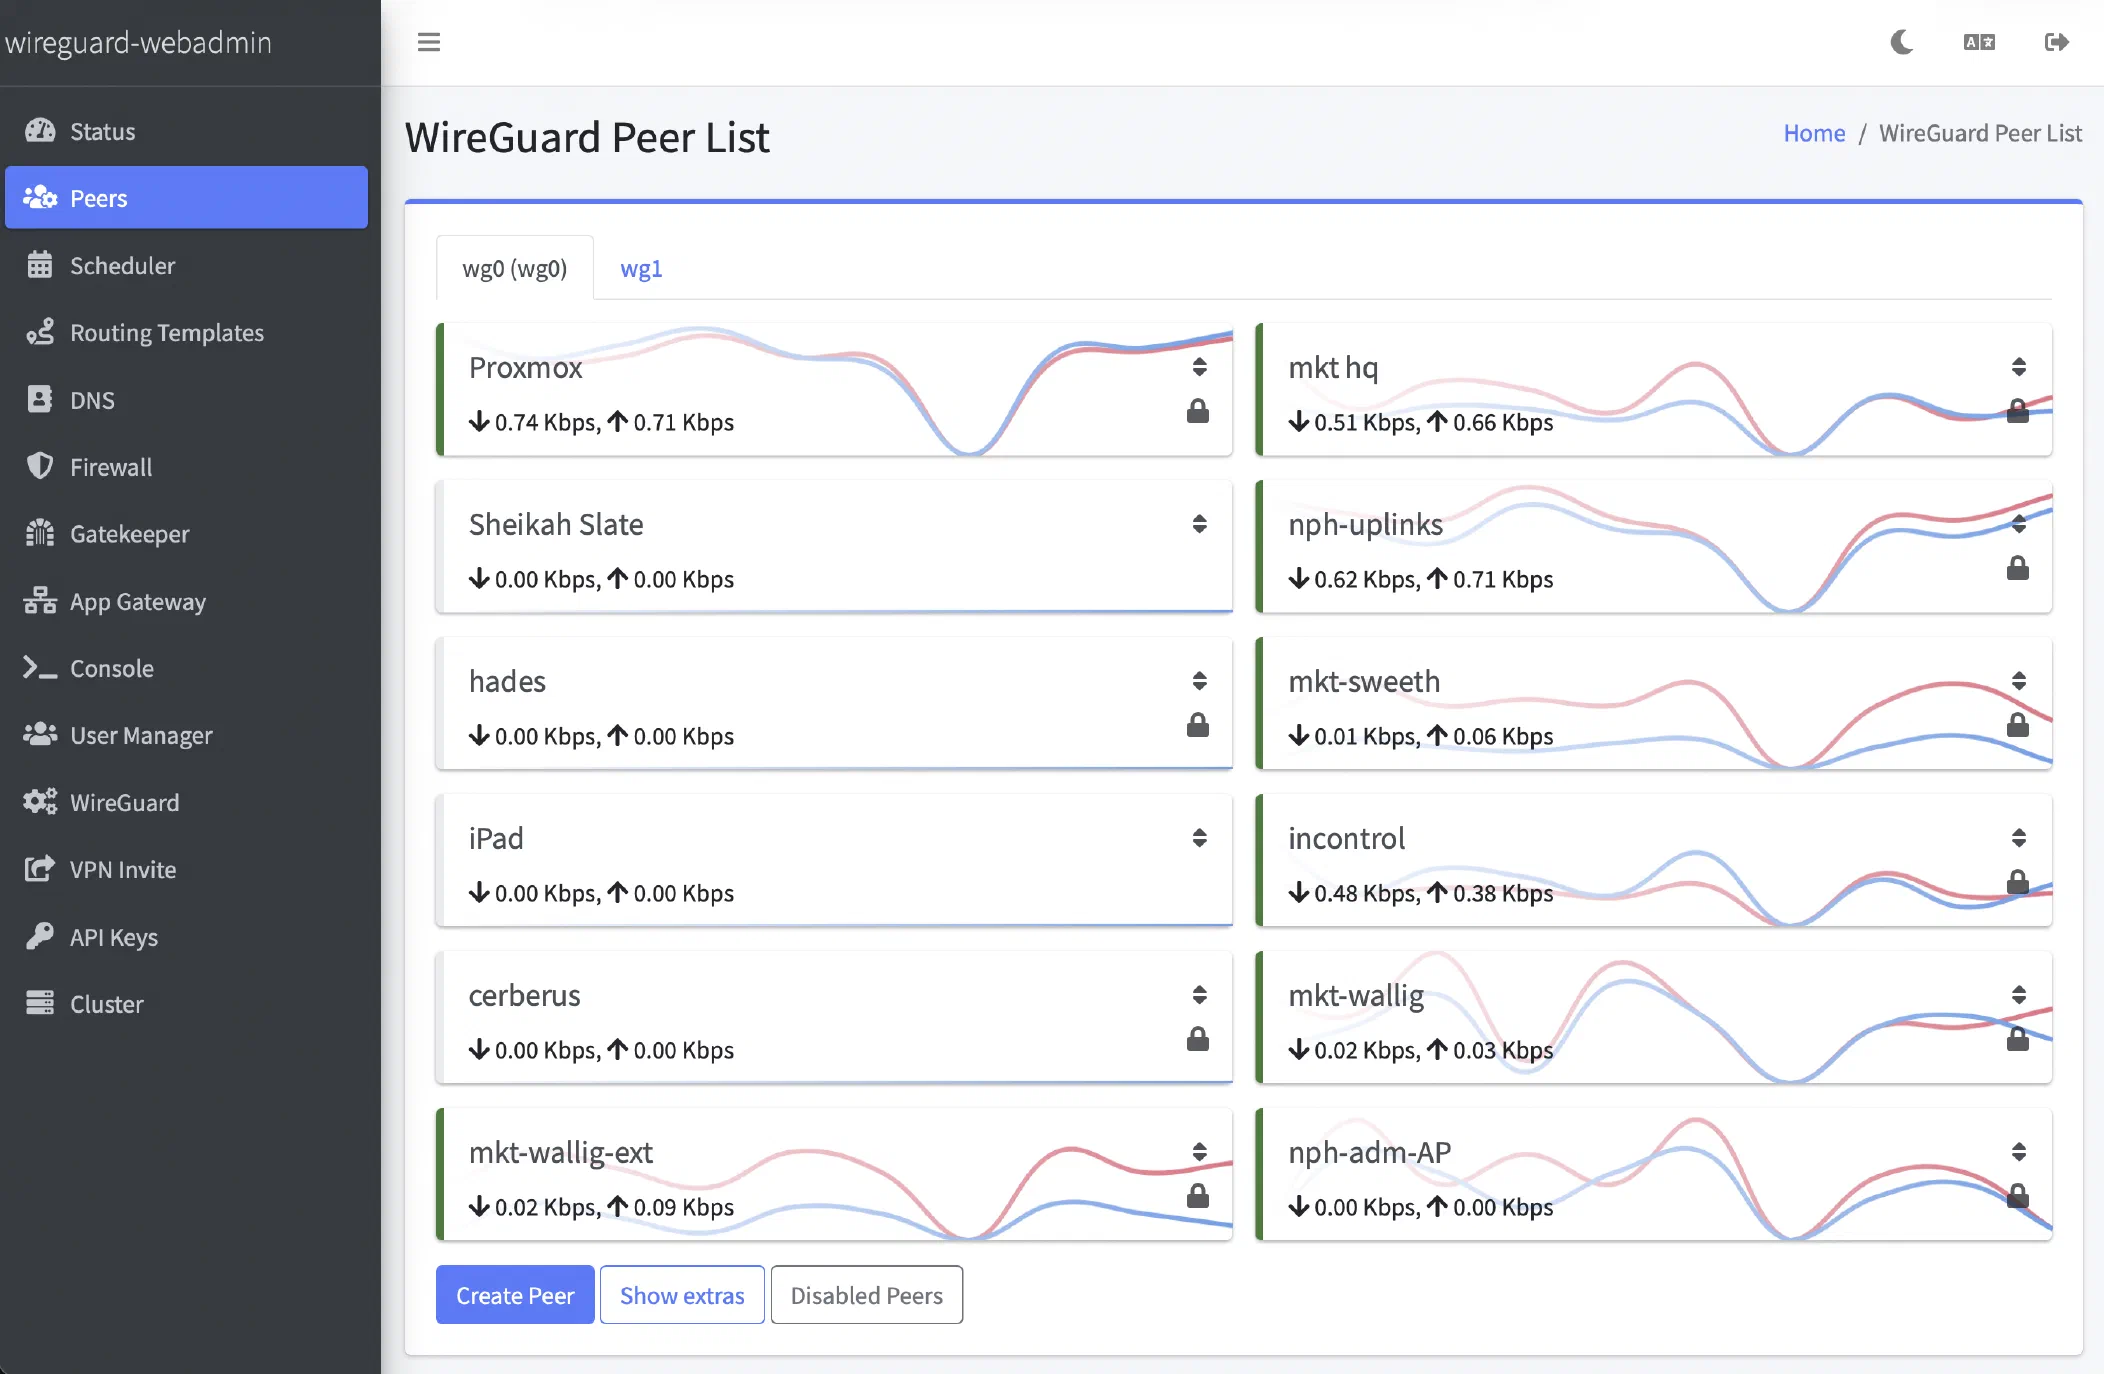 wireguard-webadmin
Status
Peers
Scheduler
Routing Templates
DNS
Firewall
Gatekeeper
App Gateway
Console
User Manager
WireGuard
VPN Invite
API Keys
Cluster
WireGuard Peer List
Home / WireGuard Peer List
wg0 (wg0)
wg1
Proxmox
0.74 Kbps, 0.71 Kbps
mkt hq
0.51 Kbps, 0.66 Kbps
Sheikah Slate
0.00 Kbps, 0.00 Kbps
nph-uplinks
0.62 Kbps, 0.71 Kbps
hades
0.00 Kbps, 0.00 Kbps
mkt-sweeth
0.01 Kbps, 0.06 Kbps
iPad
0.00 Kbps, 0.00 Kbps
incontrol
0.48 Kbps, 0.38 Kbps
cerberus
0.00 Kbps, 0.00 Kbps
mkt-wallig
0.02 Kbps, 0.03 Kbps
mkt-wallig-ext
0.02 Kbps, 0.09 Kbps
nph-adm-AP
0.00 Kbps, 0.00 Kbps
Create Peer
Show extras
Disabled Peers